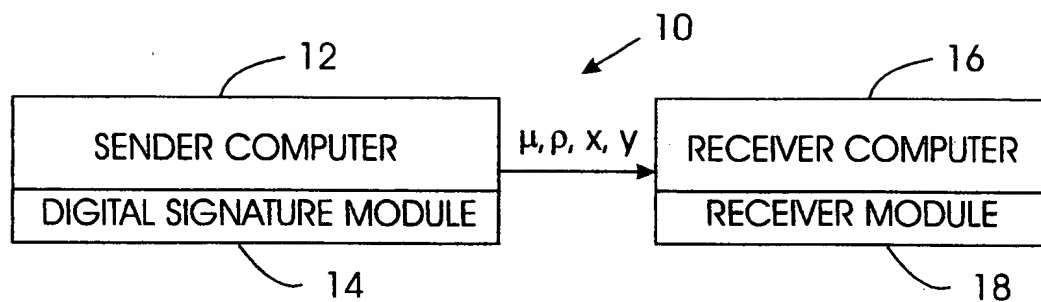 10
12
16
SENDER COMPUTER
μ, ρ, x, y
RECEIVER COMPUTER
DIGITAL SIGNATURE MODULE
RECEIVER MODULE
14
18